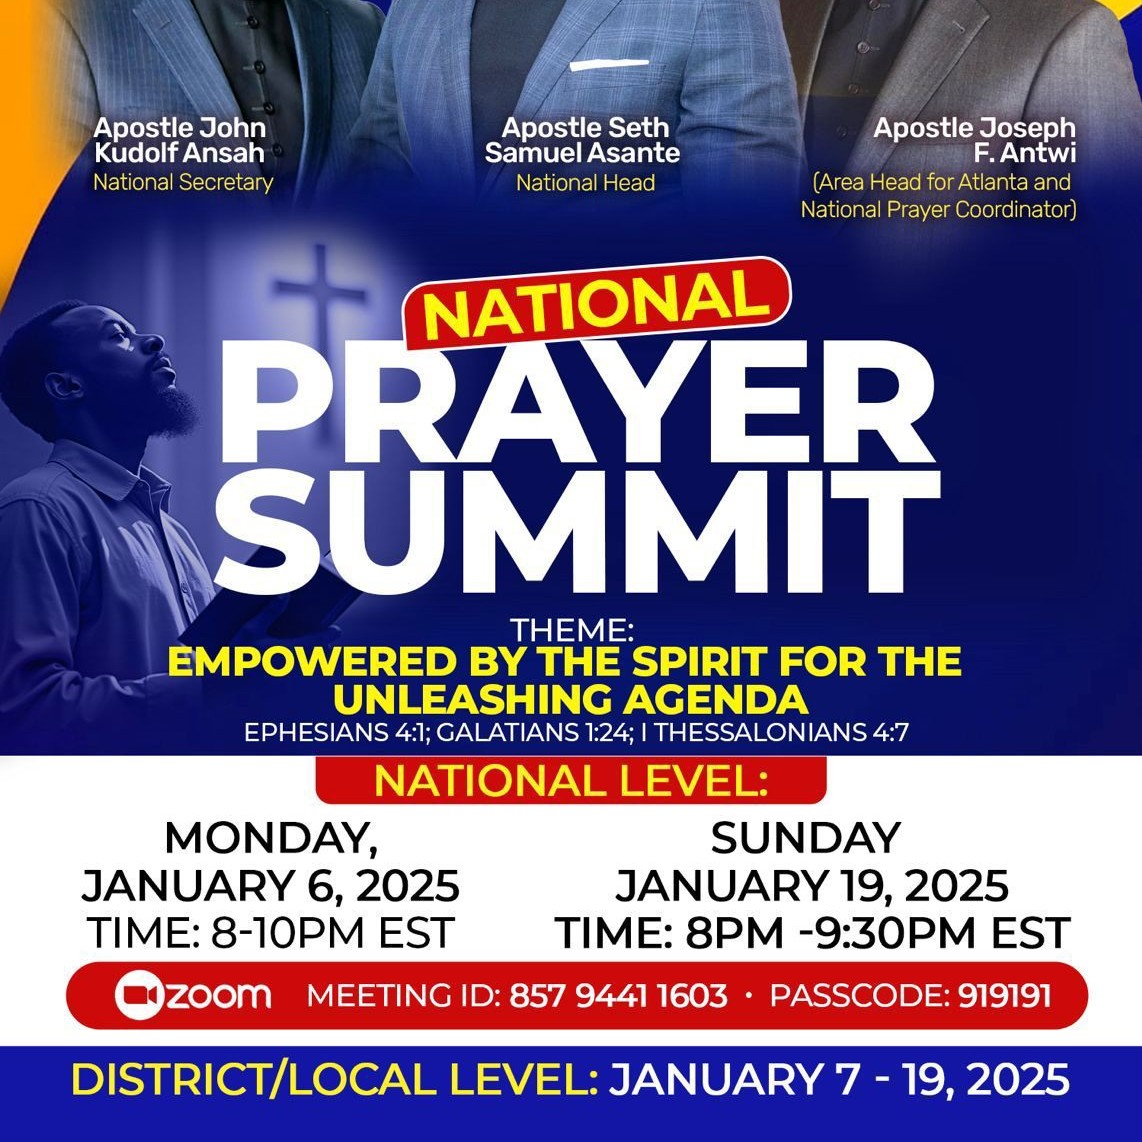 Apostle John
Kudolf Ansah
National Secretary
Apostle Seth
Samuel Asante
National Head
Apostle Joseph
F. Antwi
(Area Head for Atlanta and
National Prayer Coordinator)
NATIONAL
PRAYER
SUMMIT
THEME:
EMPOWERED BY THE SPIRIT FOR THE
UNLEASHING AGENDA
EPHESIANS 4:1; GALATIANS 1:24; I THESSALONIANS 4:7
NATIONAL LEVEL:
MONDAY,
JANUARY 6, 2025
TIME: 8-10PM EST
SUNDAY
JANUARY 19, 2025
TIME: 8PM -9:30PM EST
zoom MEETING ID: 857 9441 1603 • PASSCODE: 919191
DISTRICT/LOCAL LEVEL: JANUARY 7 - 19, 2025